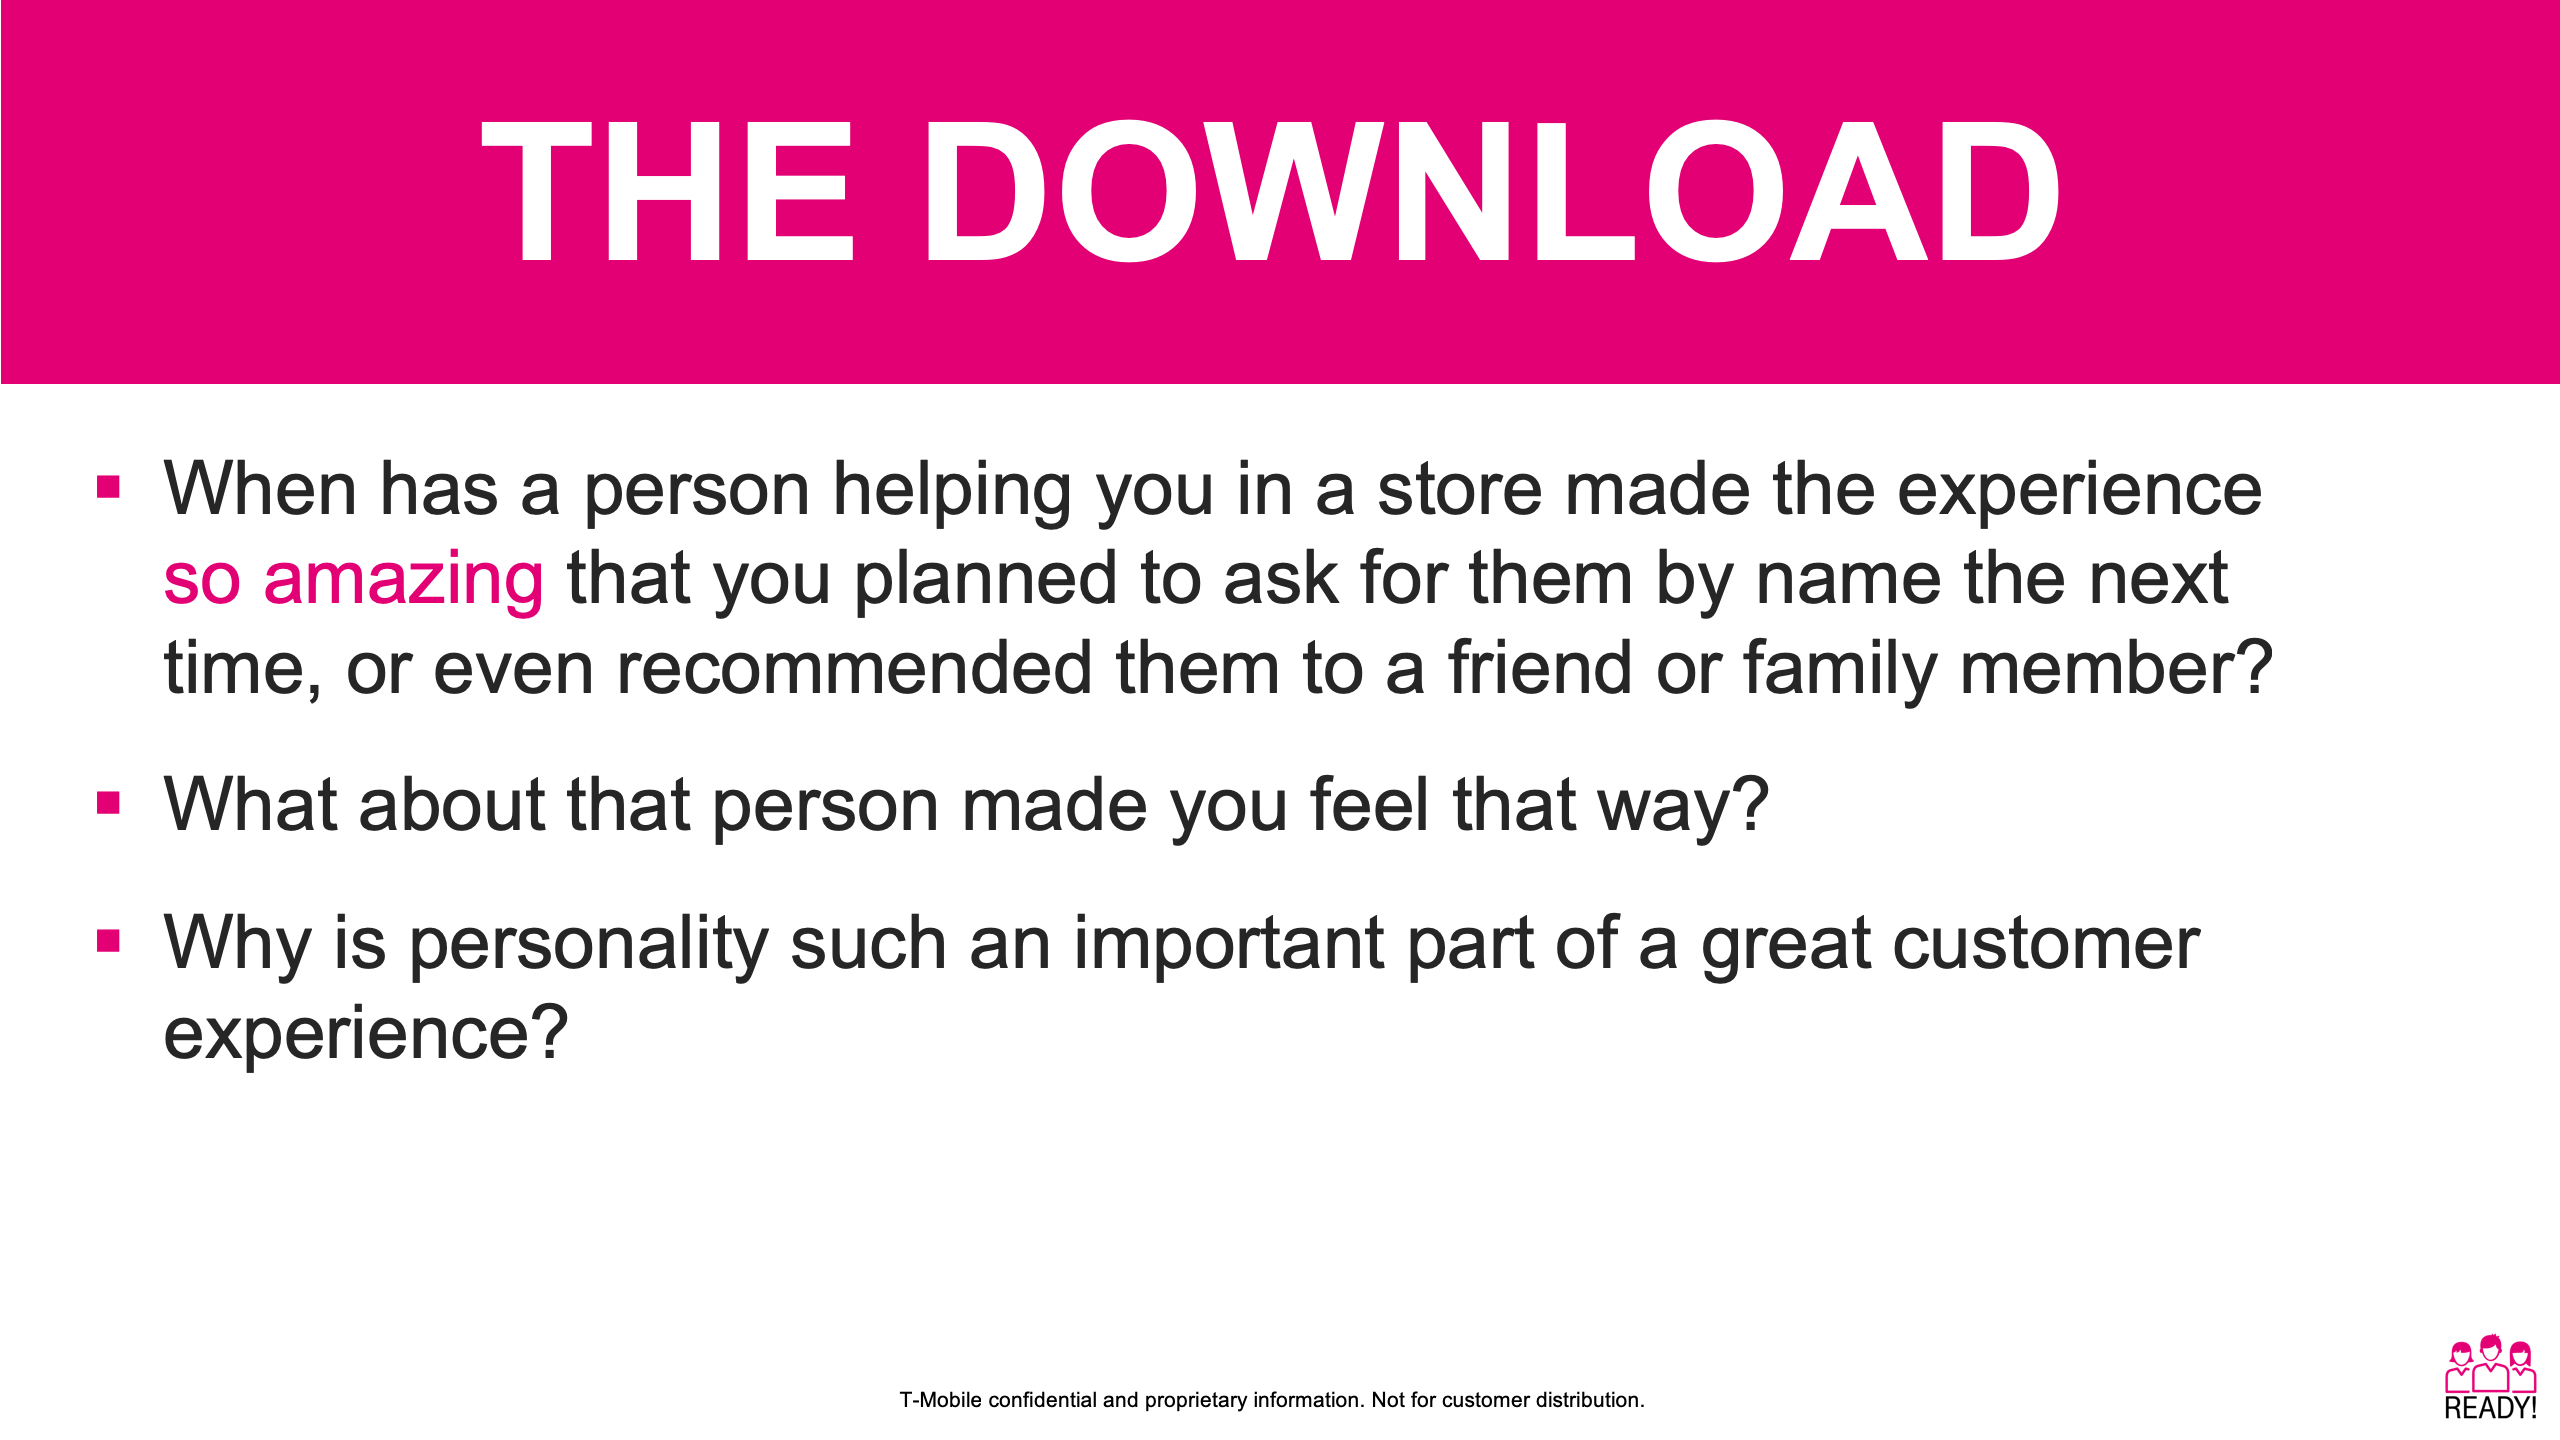 THE DOWNLOAD
▪ When has a person helping you in a store made the experience
so amazing that you planned to ask for them by name the next
time, or even recommended them to a friend or family member?
▪ What about that person made you feel that way?
▪ Why is personality such an important part of a great customer
experience?
T-Mobile confidential and proprietary information. Not for customer distribution.
READY!